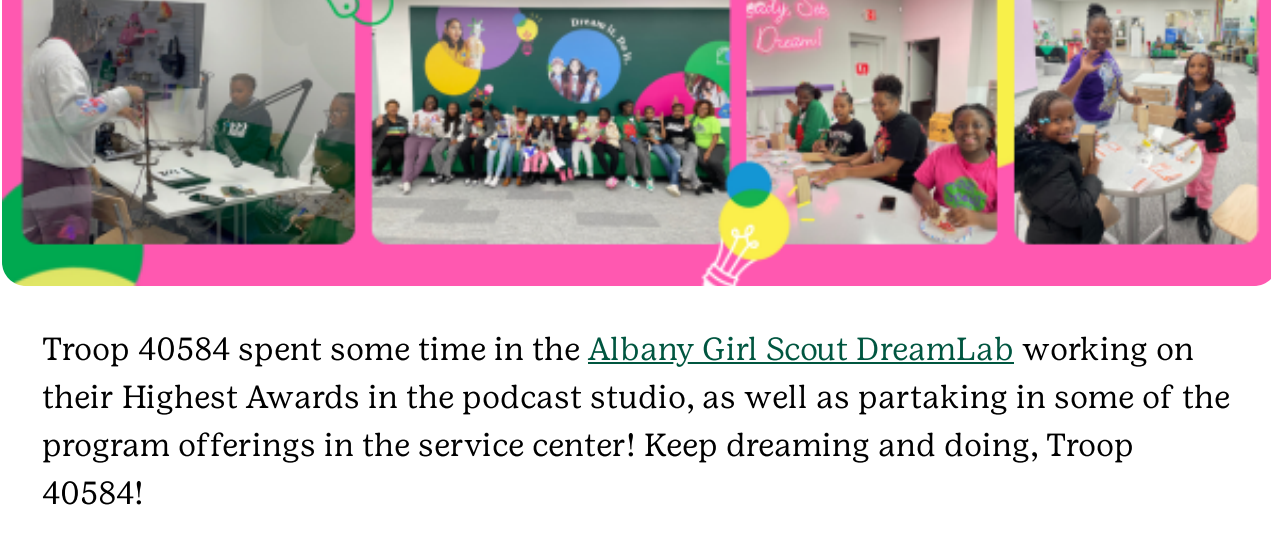 Dream It. Do It.
Ready, Set,
Dream!
Troop 40584 spent some time in the Albany Girl Scout DreamLab working on
their Highest Awards in the podcast studio, as well as partaking in some of the
program offerings in the service center! Keep dreaming and doing, Troop
40584!